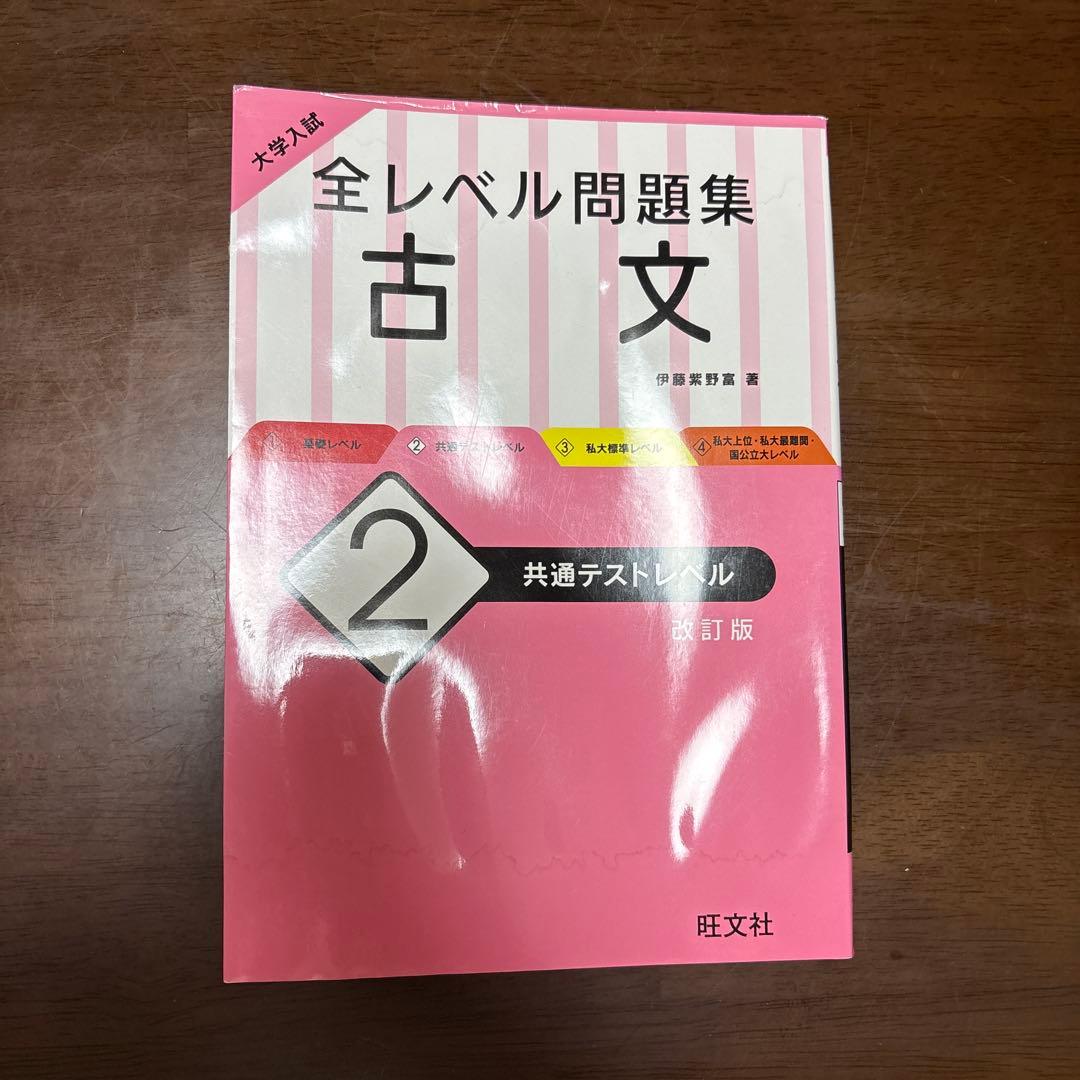 大学入試
全レベル問題集
古文
伊藤紫野富 著
1 基礎レベル
2 共通テストレベル
3 私大標準レベル
4 私大上位・私大最難関・
国公立大レベル
2 共通テストレベル
改訂版
旺文社